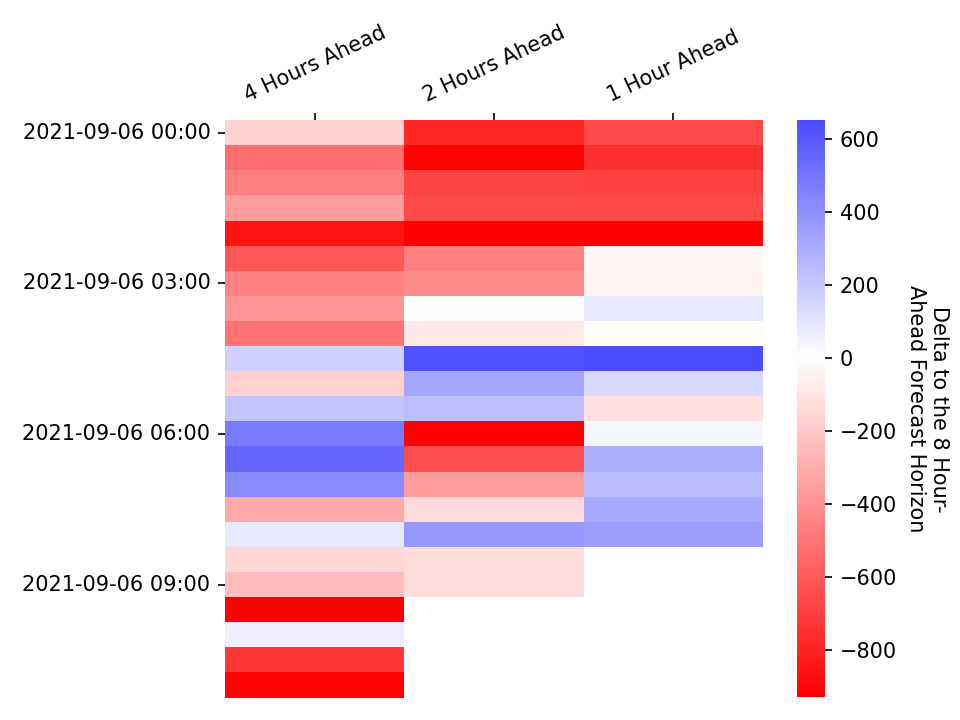 4 Hours Ahead
2 Hours Ahead
1 Hour Ahead
2021-09-06 00:00
2021-09-06 03:00
2021-09-06 06:00
2021-09-06 09:00
600
400
200
0
−200
−400
−600
−800
Delta to the 8 Hour-
Ahead Forecast Horizon